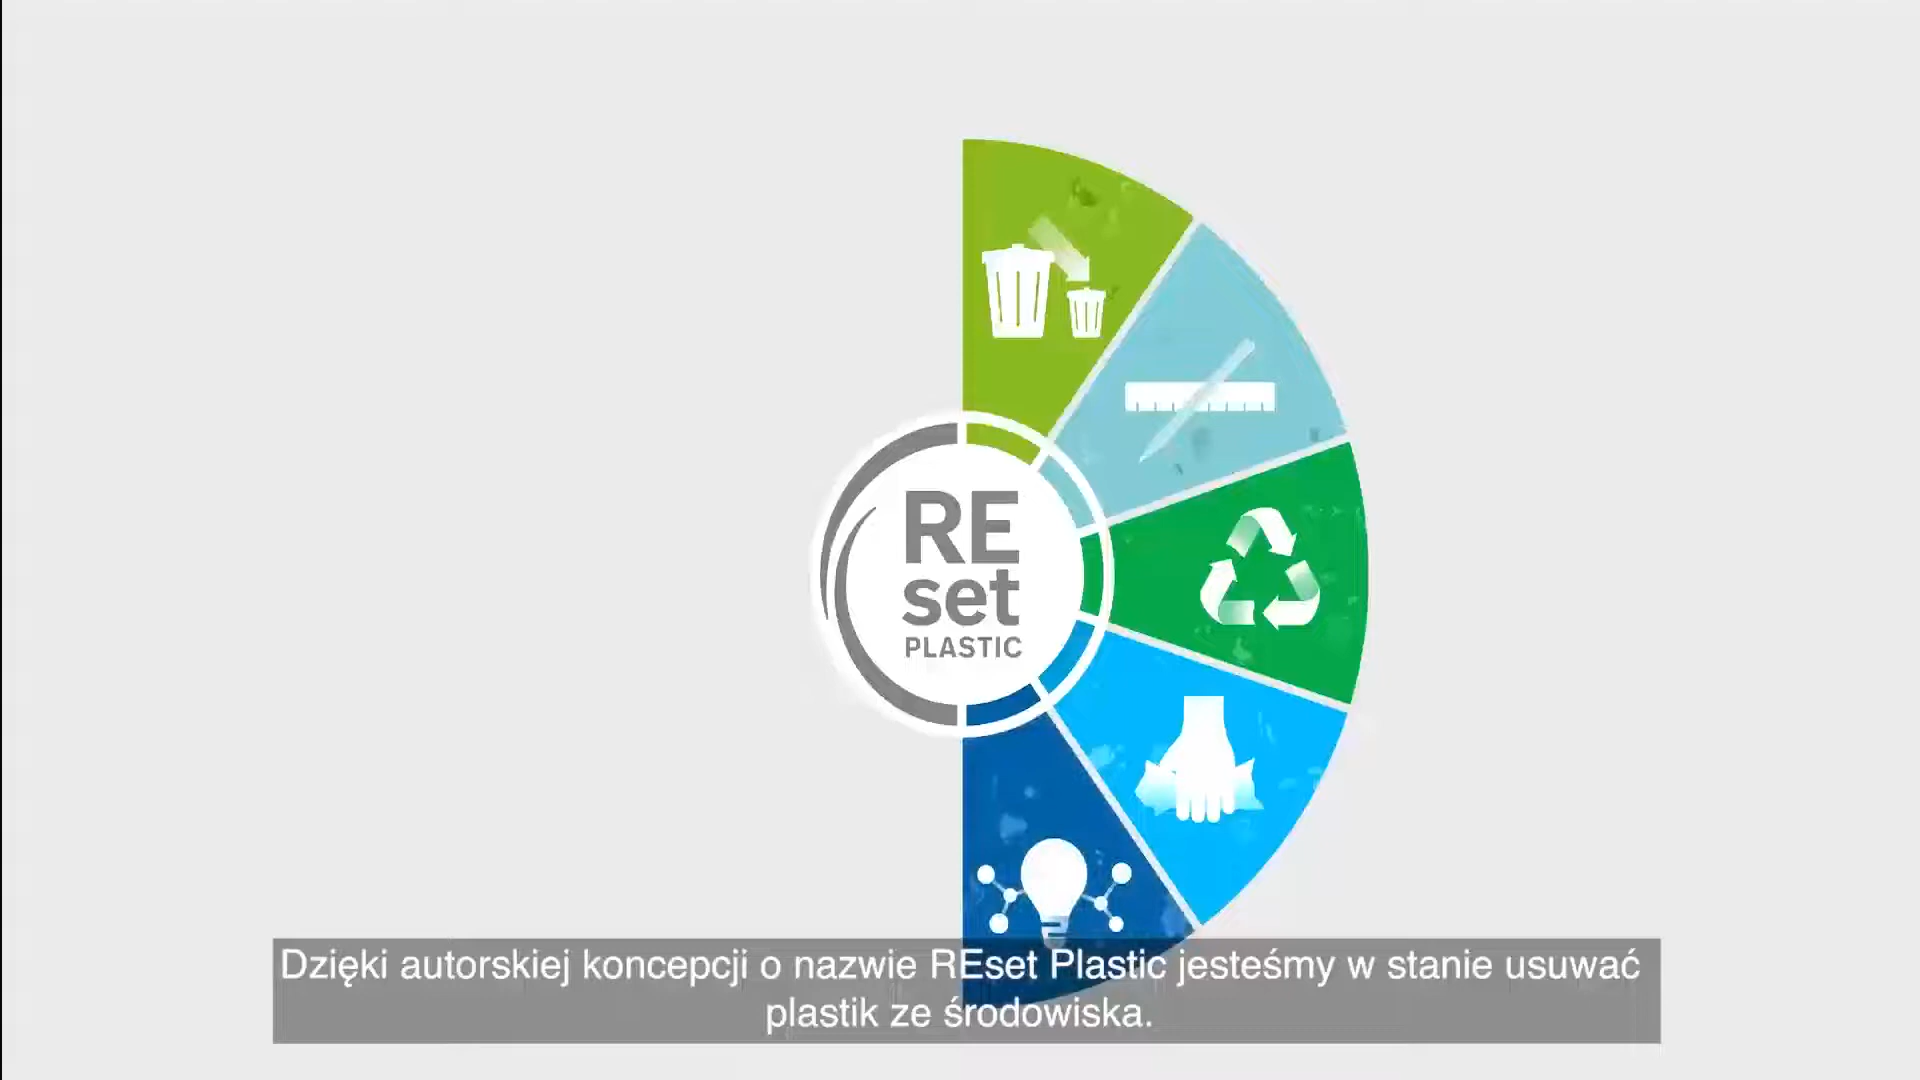 RE
set
PLASTIC
Dzięki autorskiej koncepcji o nazwie REset Plastic jesteśmy w stanie usuwać
plastik ze środowiska.